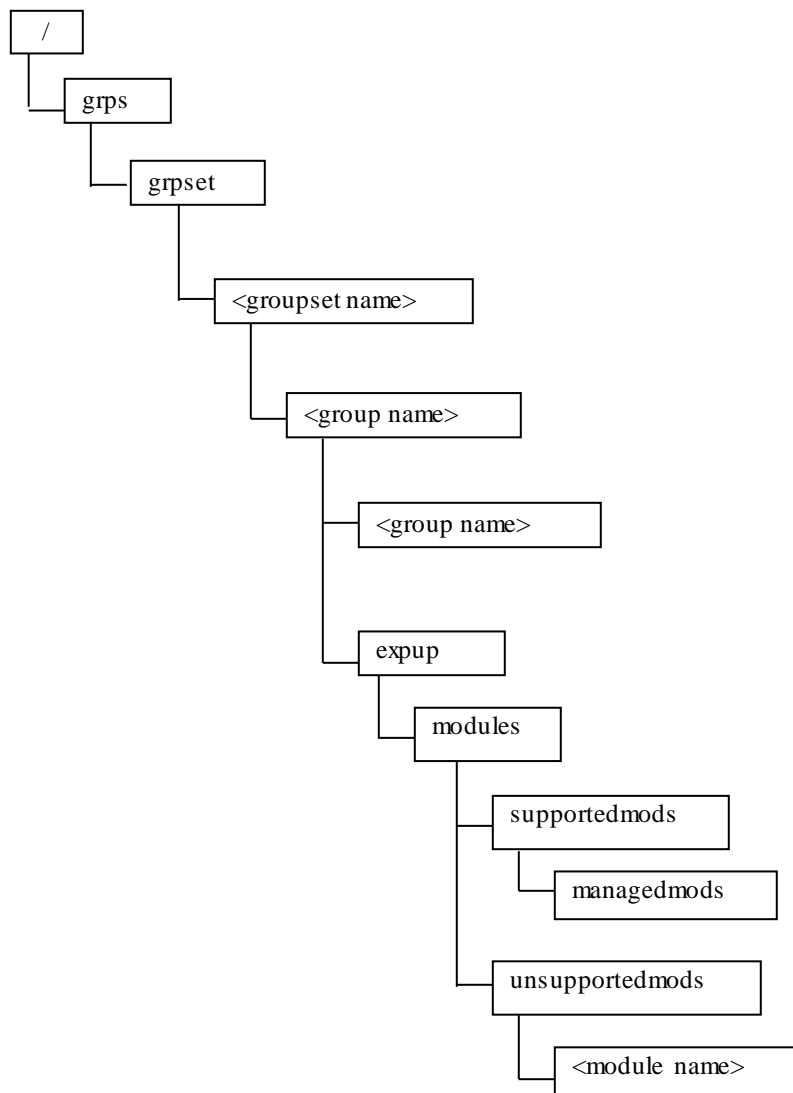 /
grps
grpset
<groupset name>
<group name>
<group name>
expup
modules
supportedmods
managedmods
unsupportedmods
<module name>